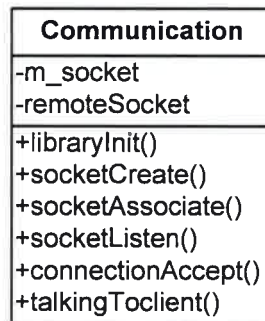 Communication
-m_socket
-remoteSocket
+libraryInit()
+socketCreate()
+socketAssociate()
+socketListen()
+connectionAccept()
+talkingToclient()